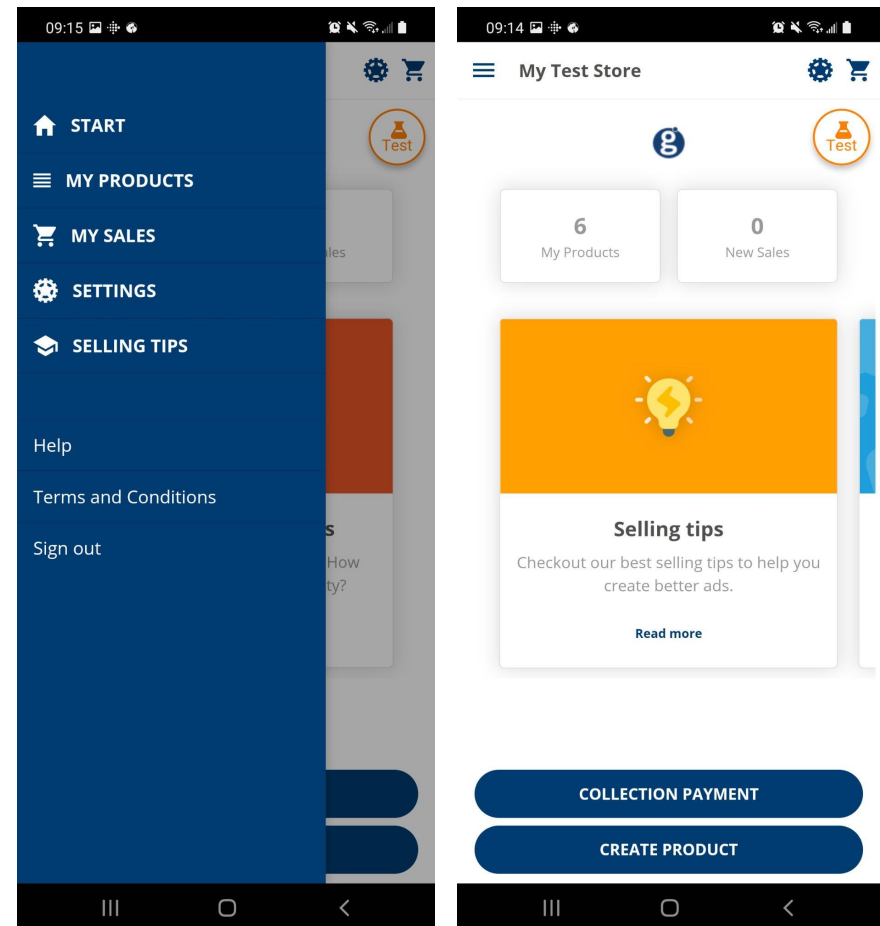 09:15
START
MY PRODUCTS
MY SALES
SETTINGS
SELLING TIPS
Help
Terms and Conditions
Sign out
Test
les
s
How
ty?
09:14
My Test Store
g
Test
6
My Products
0
New Sales
Selling tips
Checkout our best selling tips to help you
create better ads.
Read more
COLLECTION PAYMENT
CREATE PRODUCT